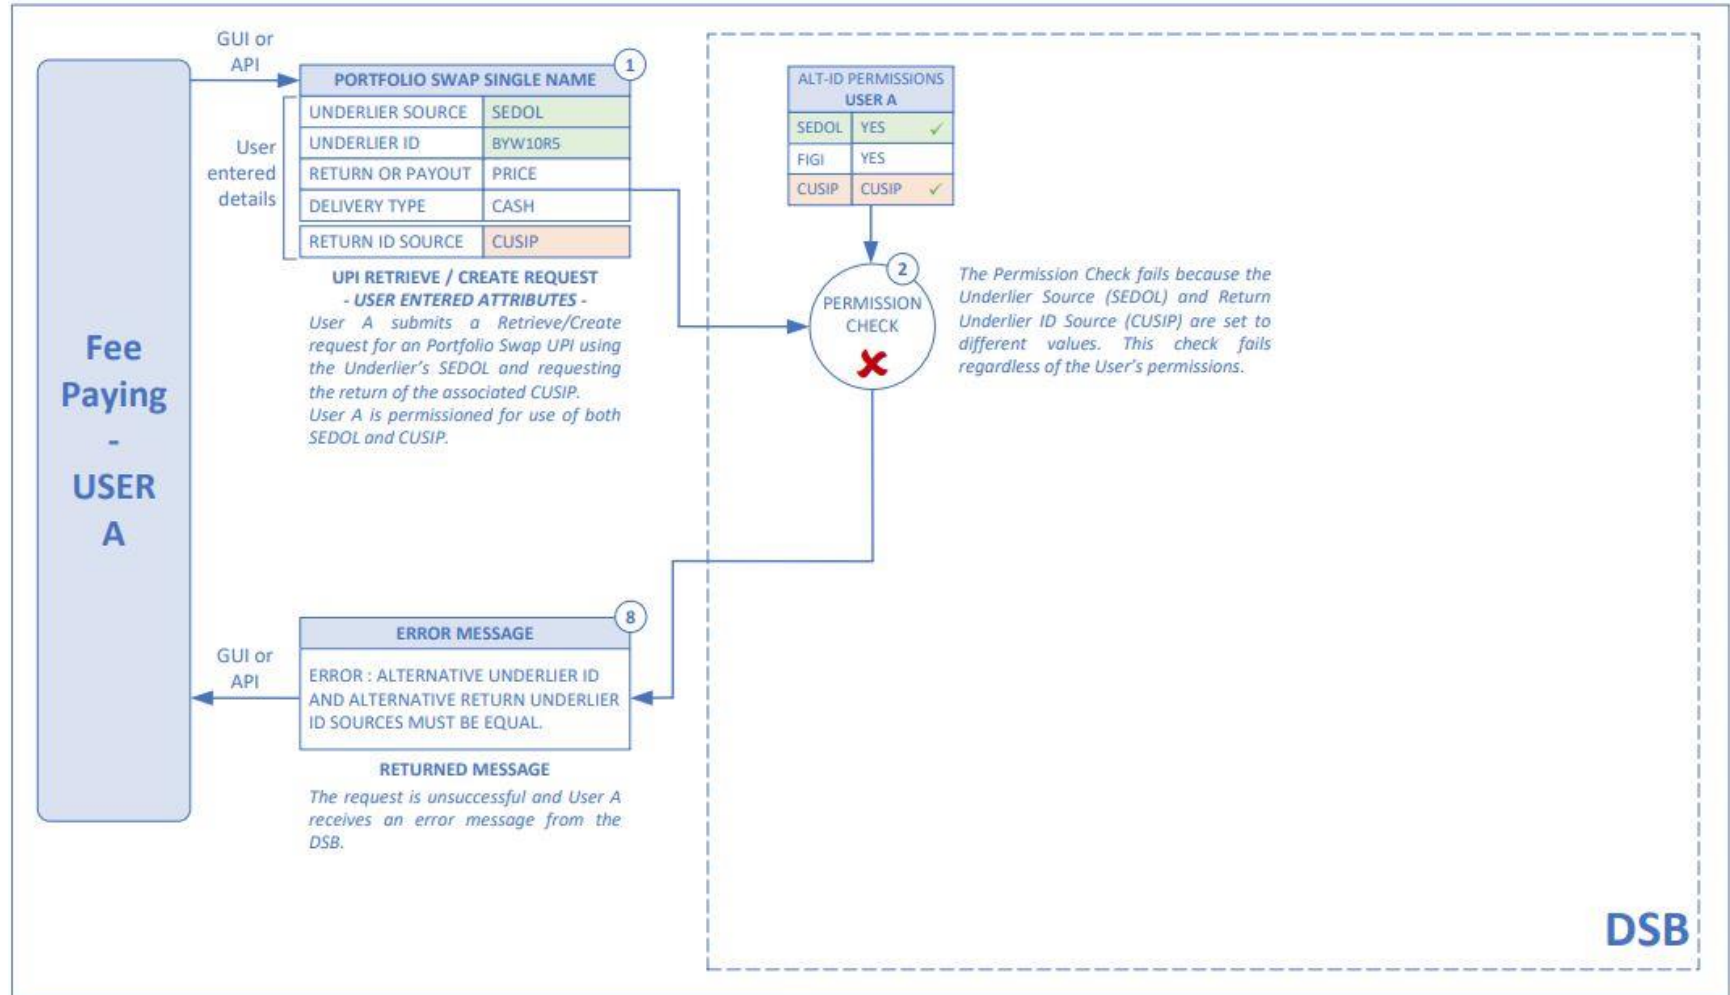 GUI or
API
Fee
Paying
-
USER
A
User
entered
details
1
PORTFOLIO SWAP SINGLE NAME
UNDERLIER SOURCE SEDOL
UNDERLIER ID BYW10R5
RETURN OR PAYOUT PRICE
DELIVERY TYPE CASH
RETURN ID SOURCE CUSIP
UPI RETRIEVE / CREATE REQUEST
- USER ENTERED ATTRIBUTES -
User A submits a Retrieve/Create
request for an Portfolio Swap UPI using
the Underlier's SEDOL and requesting
the return of the associated CUSIP.
User A is permissioned for use of both
SEDOL and CUSIP.
ALT-ID PERMISSIONS
USER A
SEDOL YES ✓
FIGI YES
CUSIP CUSIP ✓
2
PERMISSION
CHECK
The Permission Check fails because the
Underlier Source (SEDOL) and Return
Underlier ID Source (CUSIP) are set to
different values. This check fails
regardless of the User's permissions.
8
ERROR MESSAGE
ERROR : ALTERNATIVE UNDERLIER ID
AND ALTERNATIVE RETURN UNDERLIER
ID SOURCES MUST BE EQUAL.
GUI or
API
RETURNED MESSAGE
The request is unsuccessful and User A
receives an error message from the
DSB.
DSB